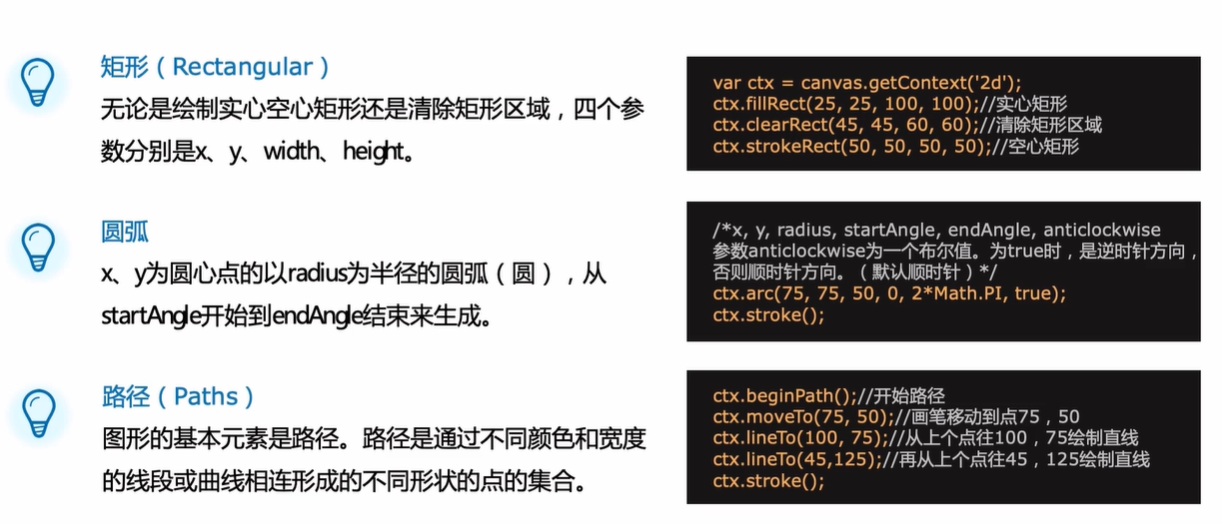 矩形（Rectangular）
无论是绘制实心空心矩形还是清除矩形区域，四个参
数分别是x、y、width、height。
var ctx = canvas.getContext('2d');
ctx.fillRect(25, 25, 100, 100);//实心矩形
ctx.clearRect(45, 45, 60, 60);//清除矩形区域
ctx.strokeRect(50, 50, 50, 50);//空心矩形
圆弧
x、y为圆心点的以radius为半径的圆弧（圆），从
startAngle开始到endAngle结束来生成。
/*x, y, radius, startAngle, endAngle, anticlockwise
参数anticlockwise为一个布尔值。为true时，是逆时针方向，
否则顺时针方向。（默认顺时针）*/
ctx.arc(75, 75, 50, 0, 2*Math.PI, true);
ctx.stroke();
路径（Paths）
图形的基本元素是路径。路径是通过不同颜色和宽度
的线段或曲线相连形成的不同形状的点的集合。
ctx.beginPath();//开始路径
ctx.moveTo(75, 50);//画笔移动到点75，50
ctx.lineTo(100, 75);//从上个点往100，75绘制直线
ctx.lineTo(45,125);//再从上个点往45，125绘制直线
ctx.stroke();